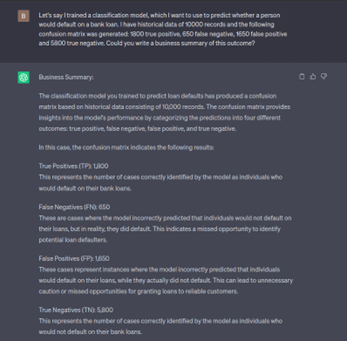 B
Let's say I trained a classification model, which I want to use to predict whether a person
would default on a bank loan. I have historical data of 10000 records and the following
confusion matrix was generated: 1800 true positive, 650 false negative, 1650 false positive
and 5800 true negative. Could you write a business summary of this outcome?
Business Summary:
The classification model you trained to predict loan defaults has produced a confusion
matrix based on historical data consisting of 10,000 records. The confusion matrix provides
insights into the model's performance by categorizing the predictions into four different
outcomes: true positive, false negative, false positive, and true negative.
In this case, the confusion matrix indicates the following results:
True Positives (TP): 1,800
This represents the number of cases correctly identified by the model as individuals who
would default on their bank loans.
False Negatives (FN): 650
These are cases where the model incorrectly predicted that individuals would not default on
their loans, but in reality, they did default. This indicates a missed opportunity to identify
potential loan defaulters.
False Positives (FP): 1,650
These cases represent instances where the model incorrectly predicted that individuals
would default on their loans, while they actually did not default. This can lead to unnecessary
caution or missed opportunities for granting loans to reliable customers.
True Negatives (TN): 5,800
This represents the number of cases correctly identified by the model as individuals who
would not default on their bank loans.